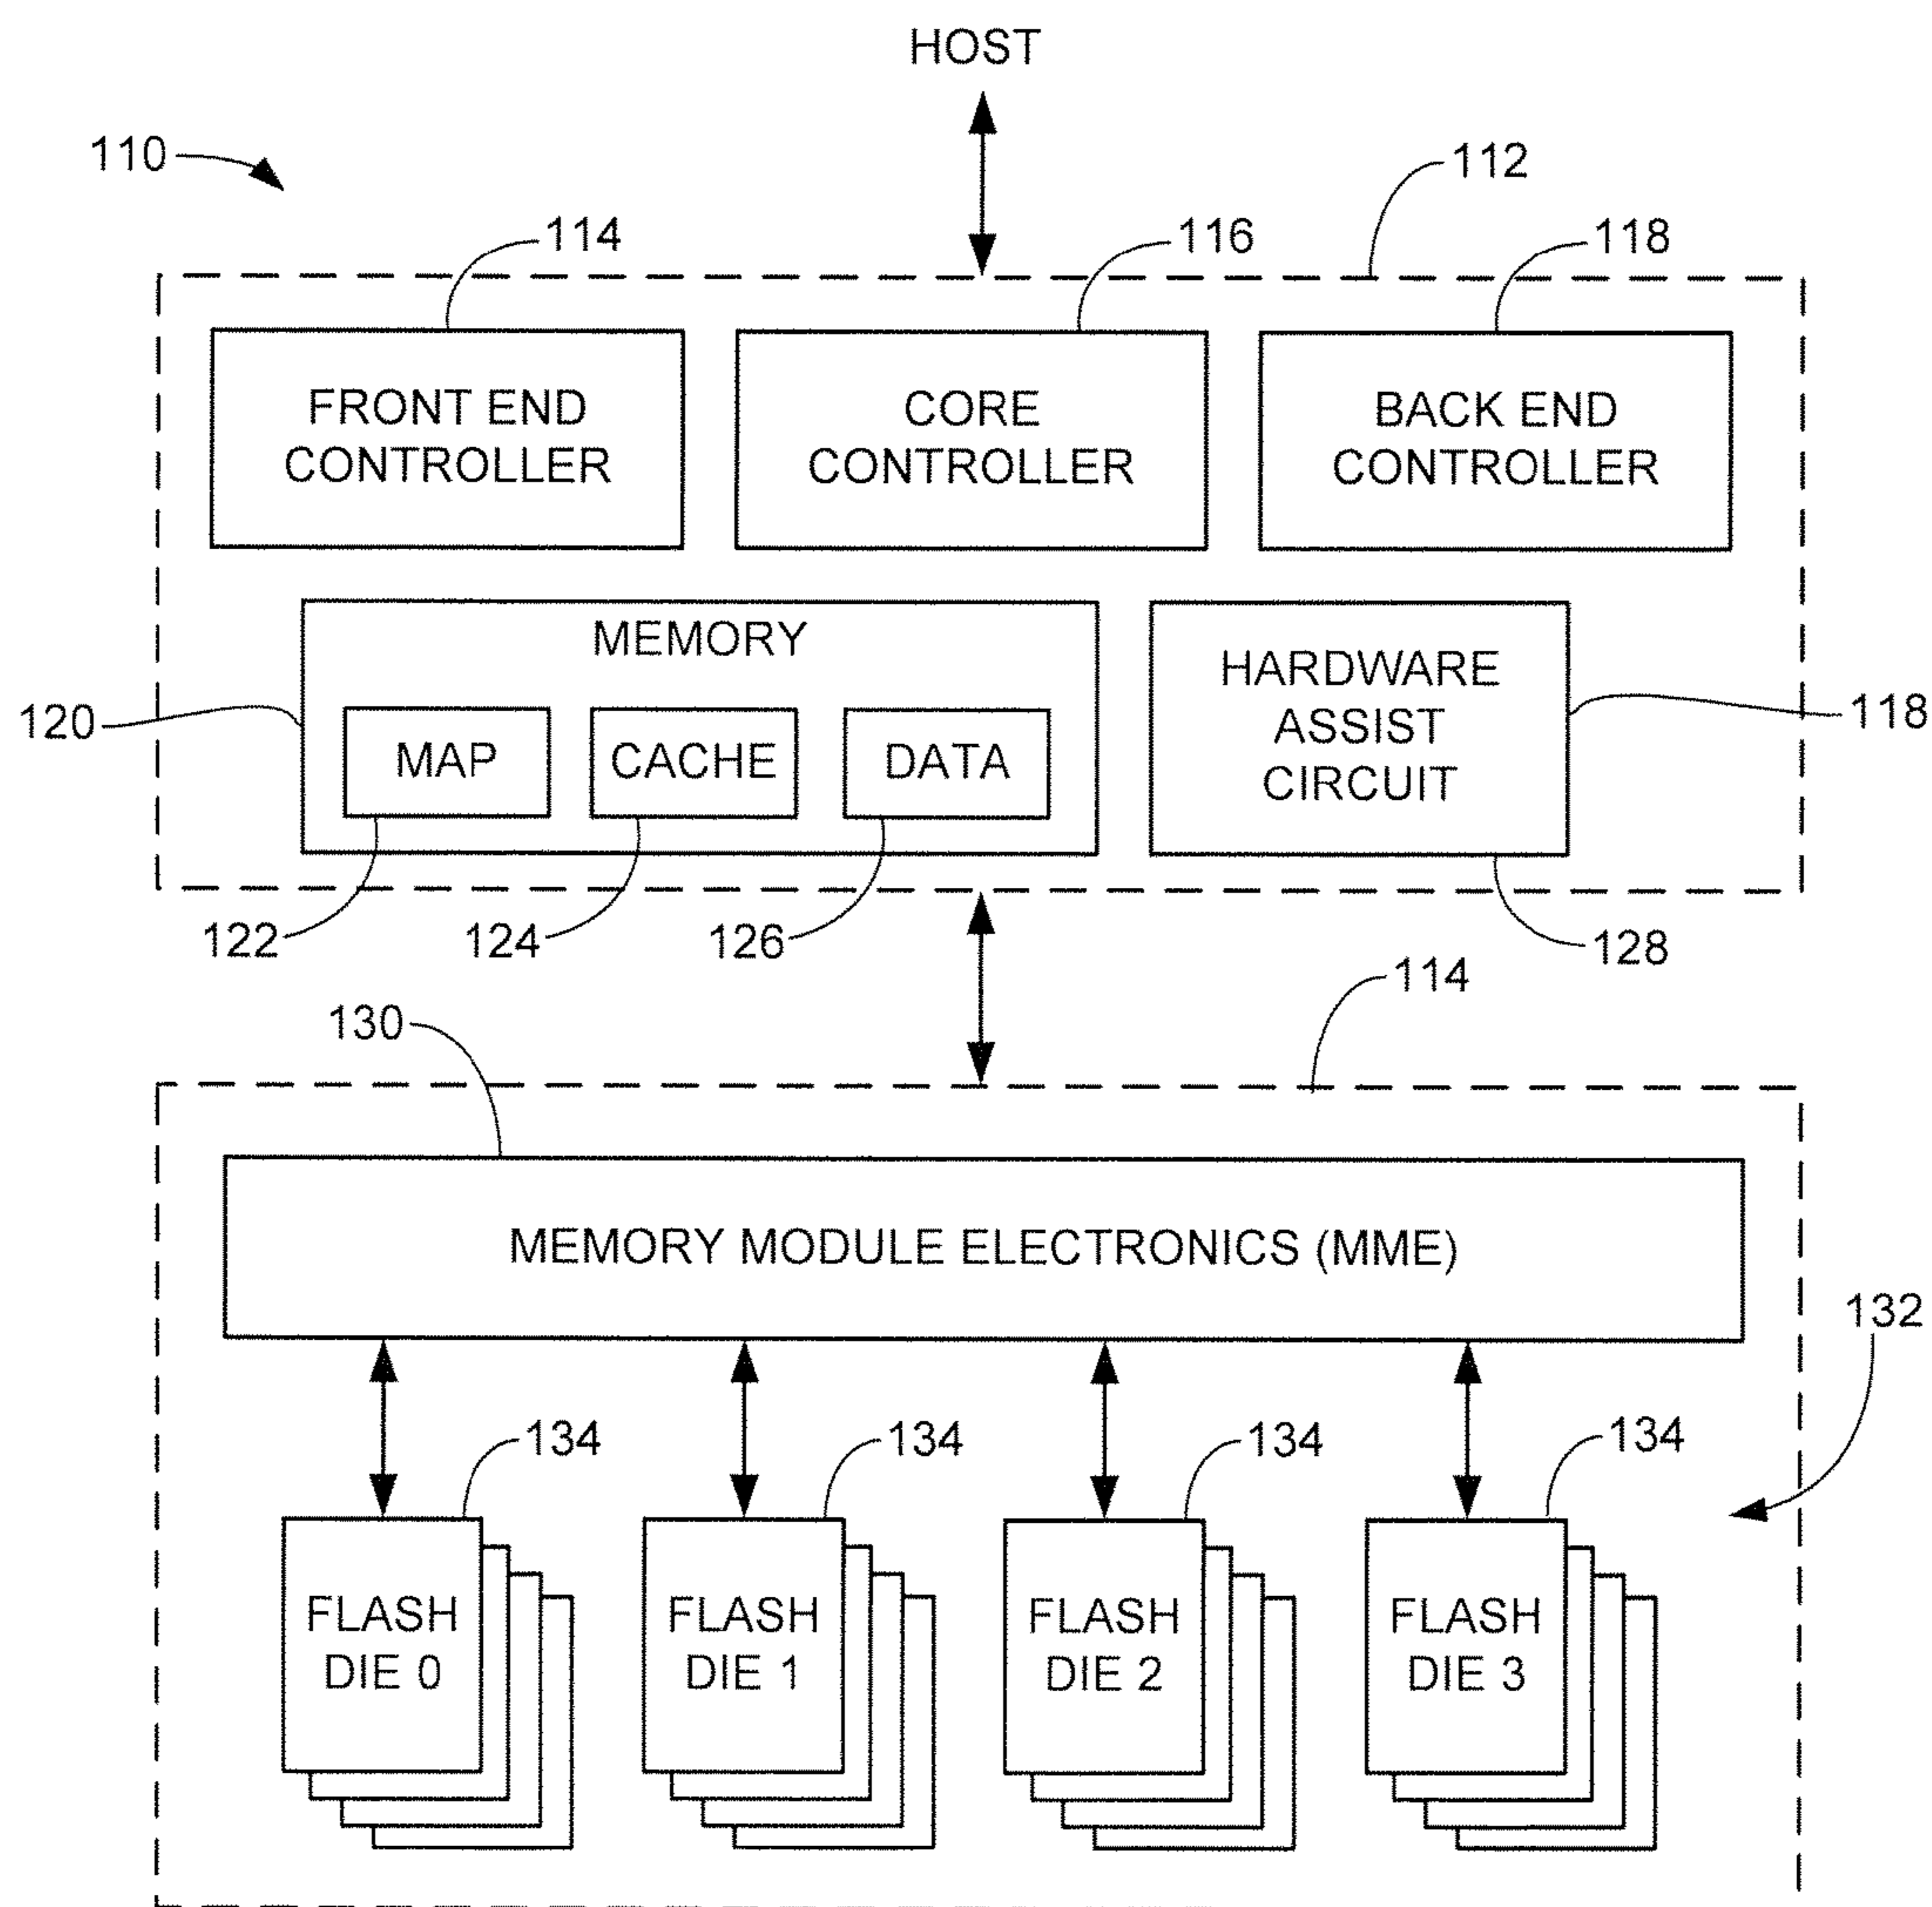 HOST
110
112
114
116
118
FRONT END
CONTROLLER
CORE
CONTROLLER
BACK END
CONTROLLER
MEMORY
HARDWARE
ASSIST
CIRCUIT
120
118
MAP
CACHE
DATA
122
124
126
128
114
130
MEMORY MODULE ELECTRONICS (MME)
132
134
134
134
134
FLASH
DIE 0
FLASH
DIE 1
FLASH
DIE 2
FLASH
DIE 3